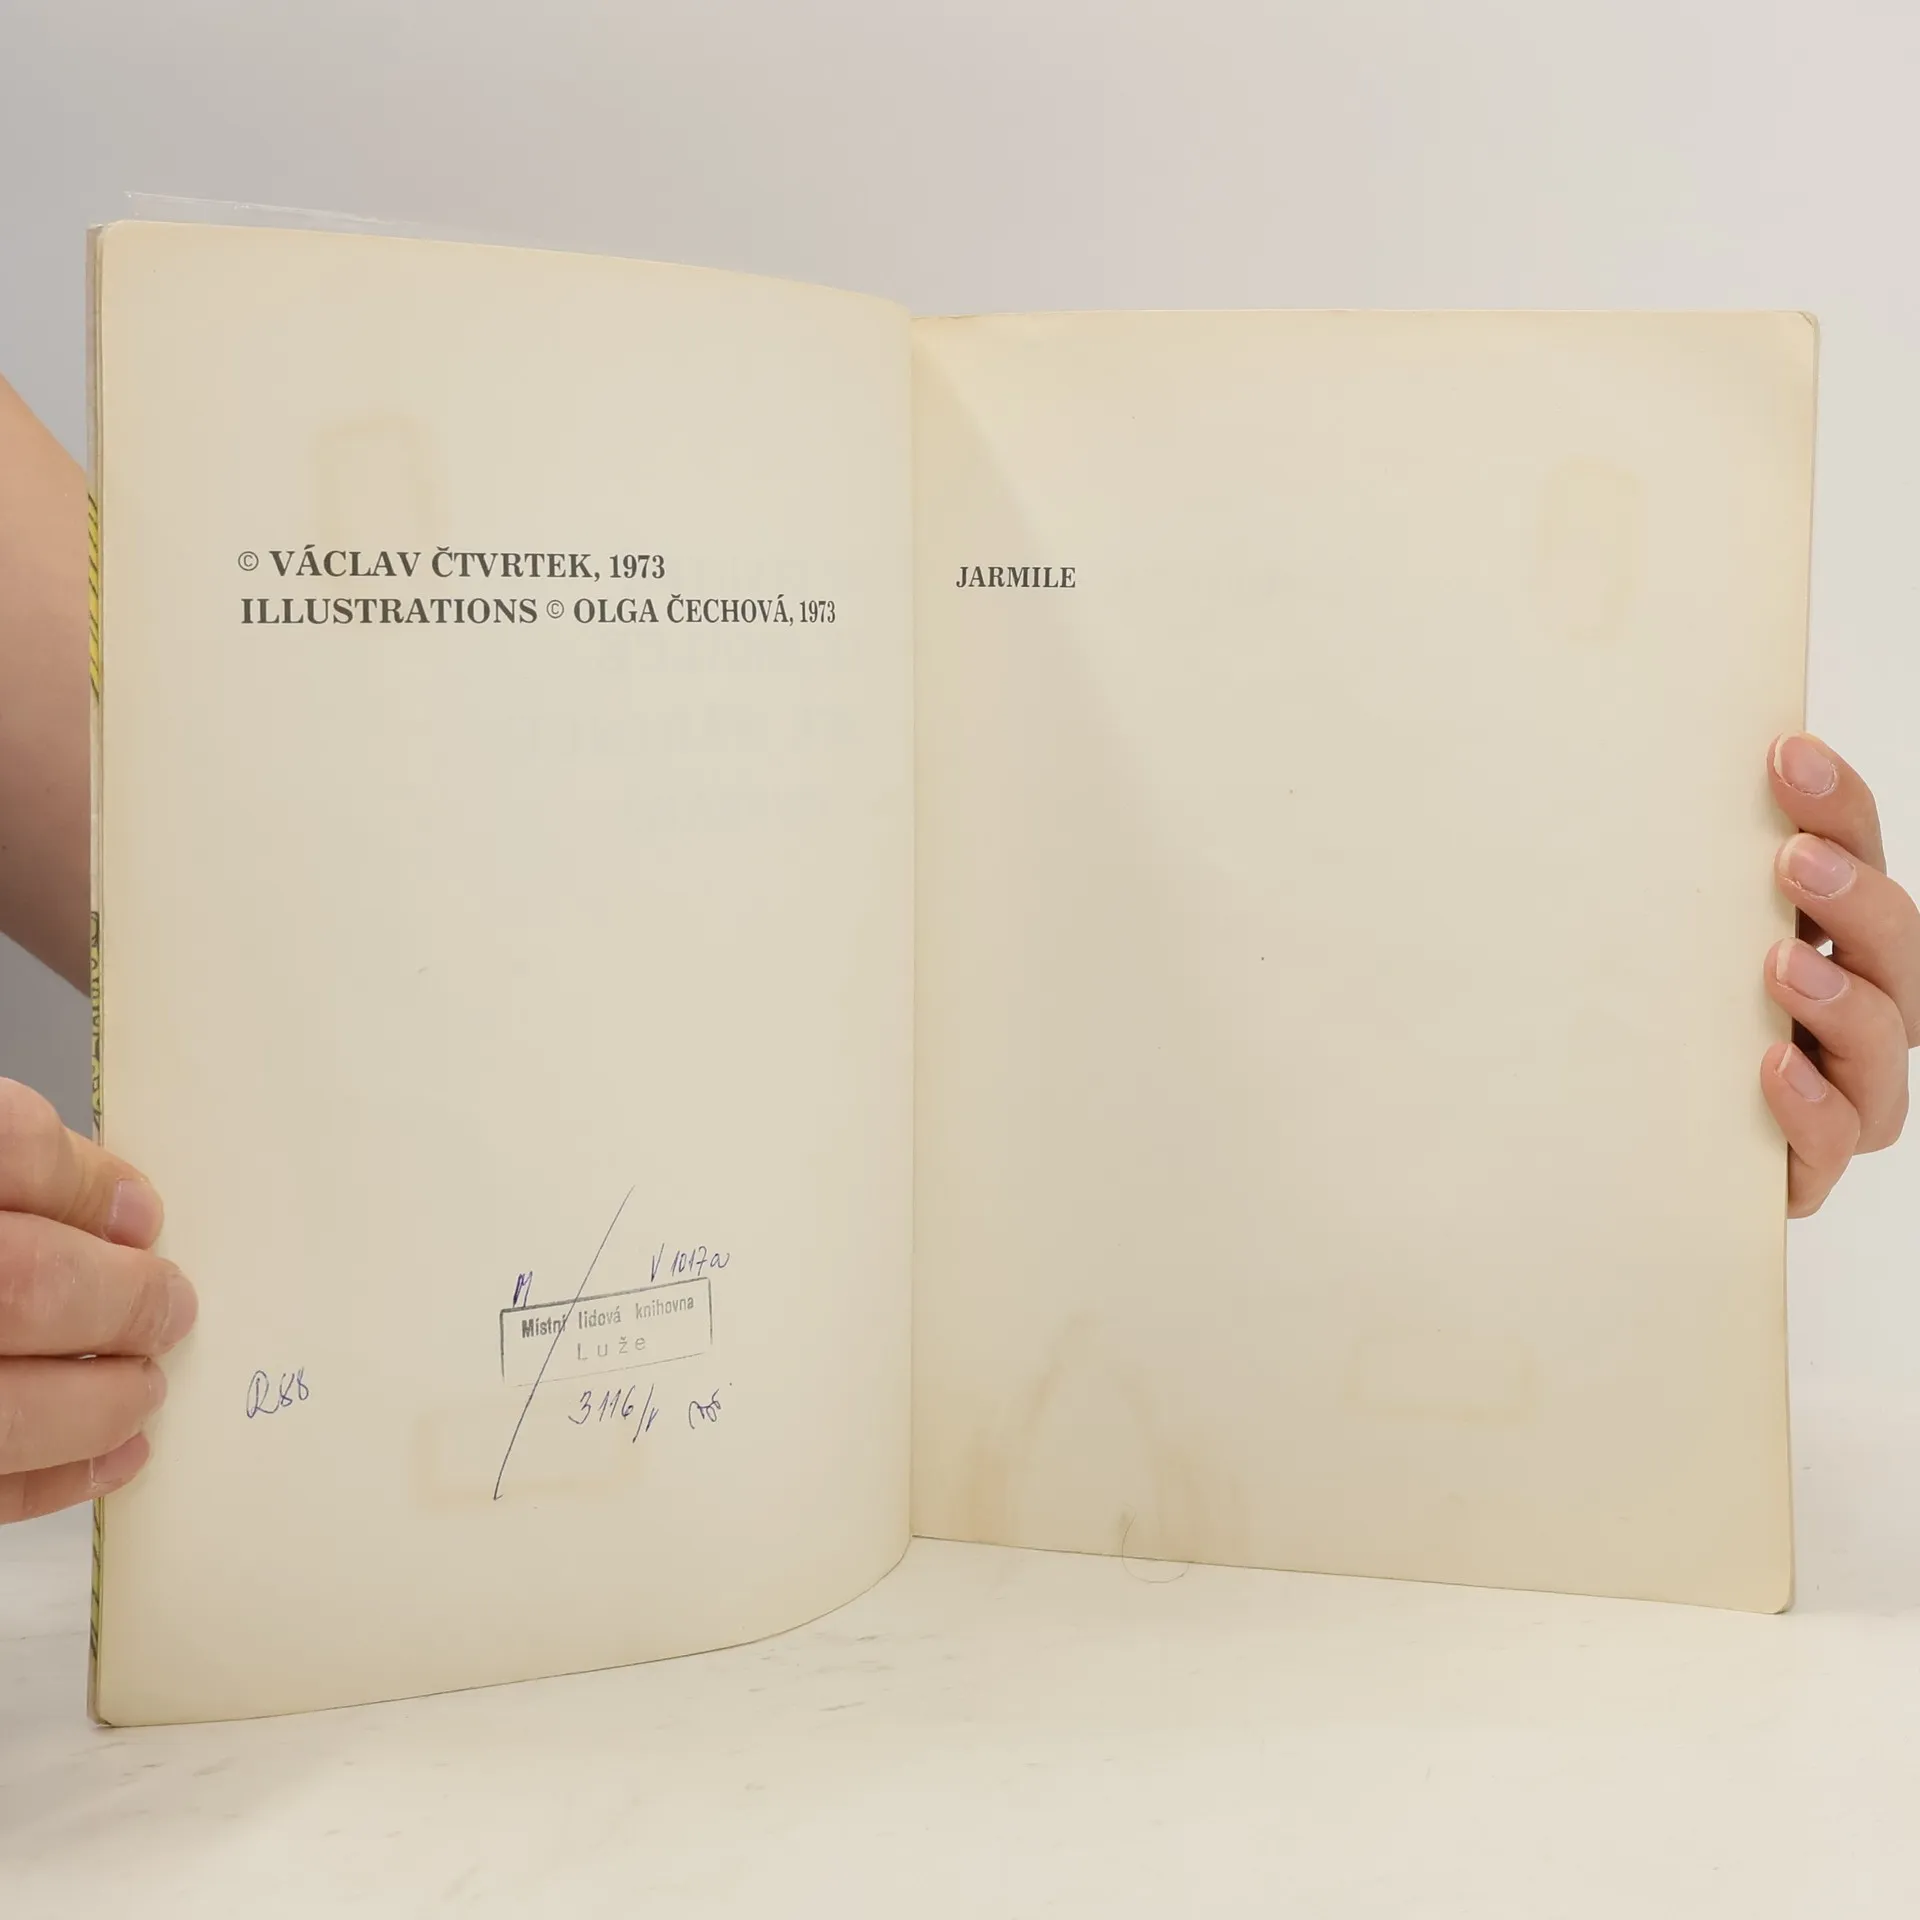 © VÁCLAV ČTVRTEK, 1973
ILLUSTRATIONS © OLGA ČECHOVÁ, 1973
M V 1017a
Místní lidová knihovna
Luže
R88
3116/
JARMILE